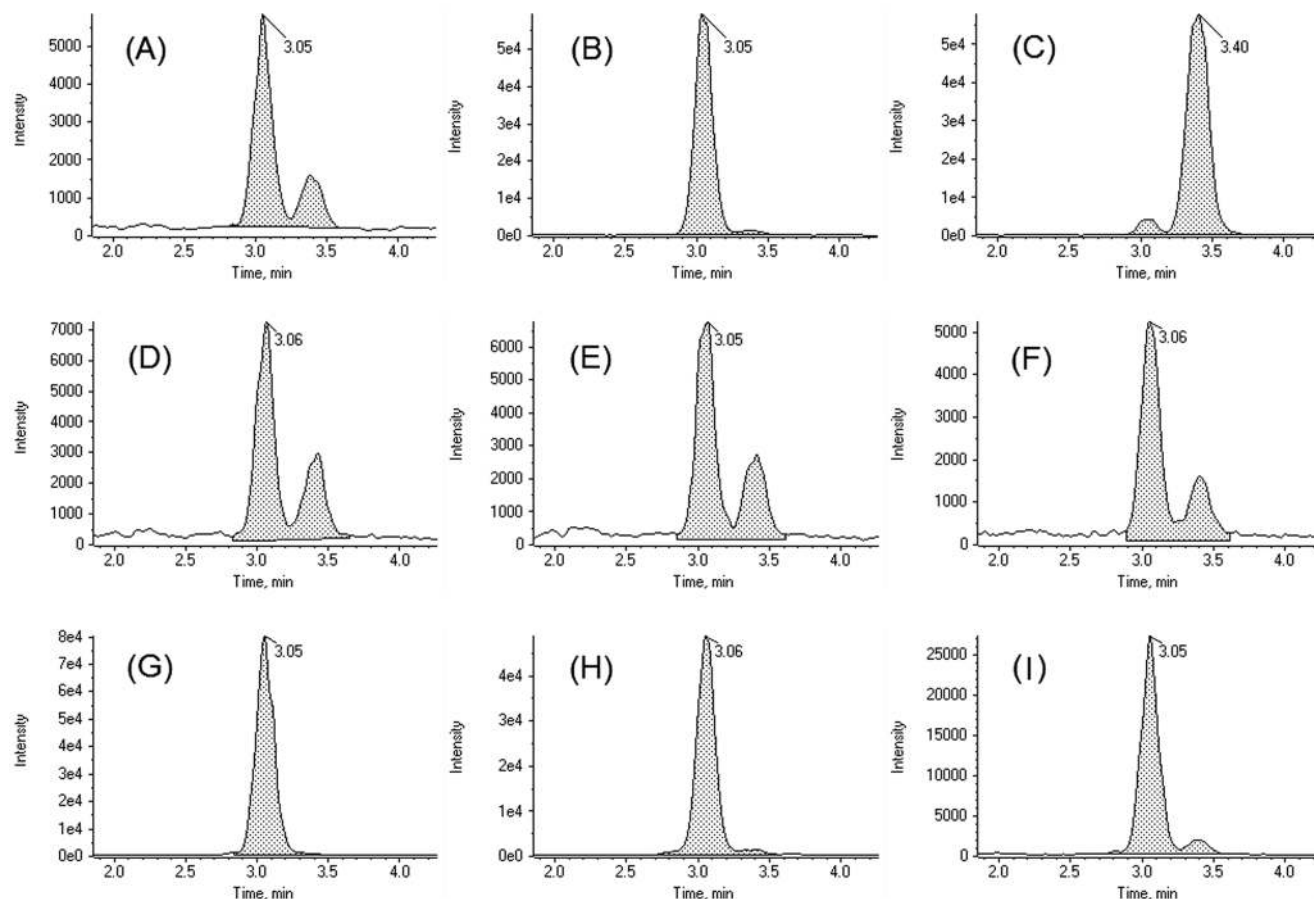 (A)
3.05
Intensity
5000
4000
3000
2000
1000
0
2.0 2.5 3.0 3.5 4.0
Time, min
(B)
3.05
Intensity
5e4
4e4
3e4
2e4
1e4
0e0
2.0 2.5 3.0 3.5 4.0
Time, min
(C)
3.40
Intensity
5e4
4e4
3e4
2e4
1e4
0e0
2.0 2.5 3.0 3.5 4.0
Time, min
(D)
3.06
Intensity
7000
6000
5000
4000
3000
2000
1000
0
2.0 2.5 3.0 3.5 4.0
Time, min
(E)
3.05
Intensity
6000
5000
4000
3000
2000
1000
0
2.0 2.5 3.0 3.5 4.0
Time, min
(F)
3.06
Intensity
5000
4000
3000
2000
1000
0
2.0 2.5 3.0 3.5 4.0
Time, min
(G)
3.05
Intensity
8e4
7e4
6e4
5e4
4e4
3e4
2e4
1e4
0e0
2.0 2.5 3.0 3.5 4.0
Time, min
(H)
3.06
Intensity
4e4
3e4
2e4
1e4
0e0
2.0 2.5 3.0 3.5 4.0
Time, min
(I)
3.05
Intensity
25000
20000
15000
10000
5000
0
2.0 2.5 3.0 3.5 4.0
Time, min